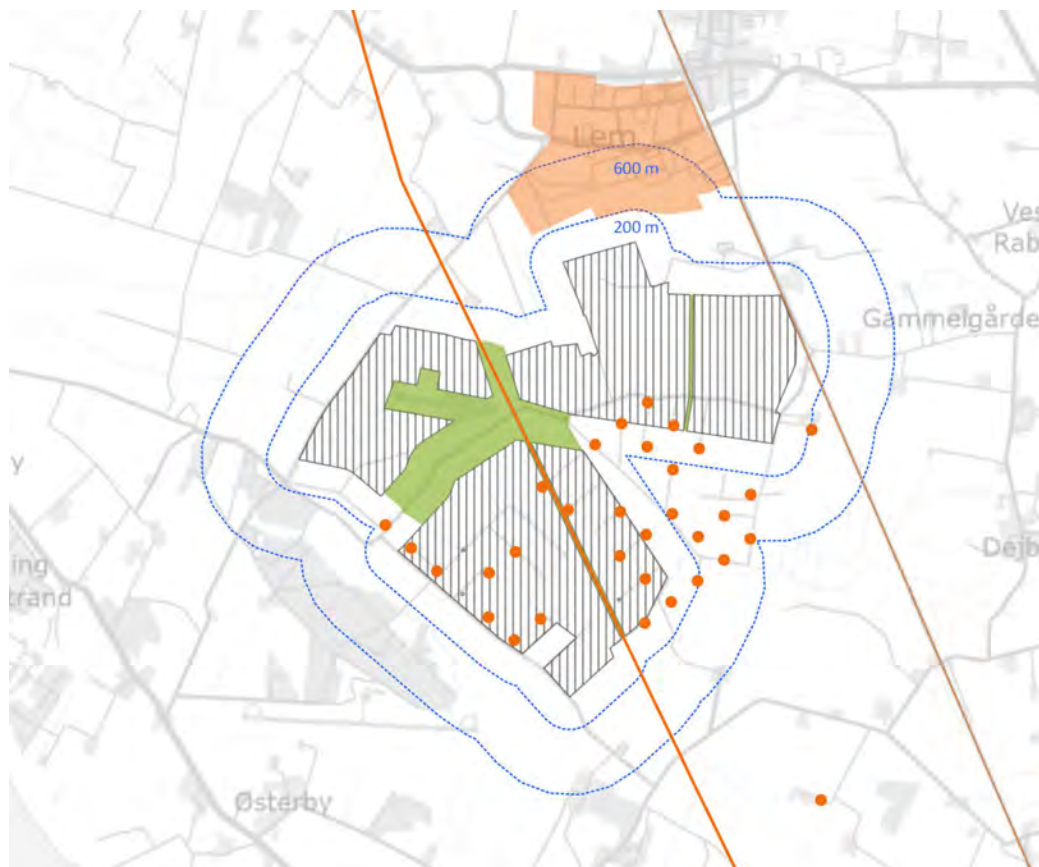 Lem
600 m
200 m
Ves
Rab
Gammelgårde
y
Dejb
ing
trand
Østerby